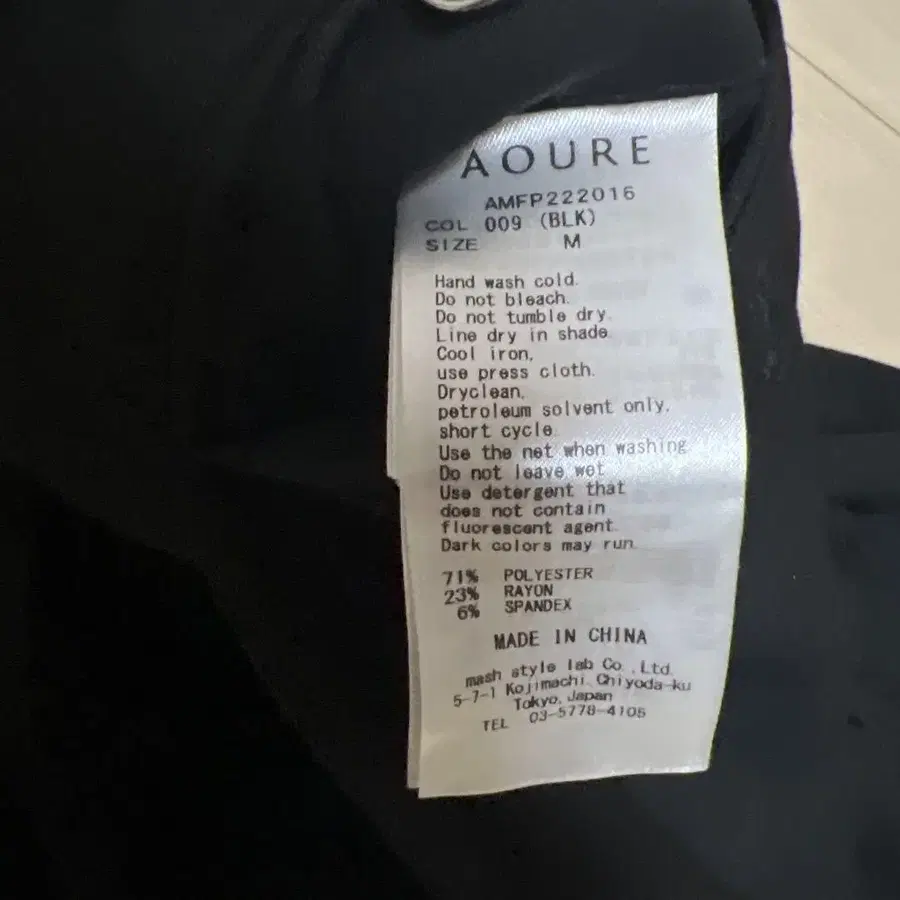 AOURE
AMFP222016
COL 009 (BLK)
SIZE M
Hand wash cold.
Do not bleach.
Do not tumble dry.
Line dry in shade.
Cool iron,
use press cloth.
Dryclean,
petroleum solvent only,
short cycle.
Use the net when washing.
Do not leave wet
Use detergent that
does not contain
fluorescent agent.
Dark colors may run.
71% POLYESTER
23% RAYON
6% SPANDEX
MADE IN CHINA
mash style lab Co.,Ltd.
5-7-1 Kojimachi, Chiyoda-ku
Tokyo, Japan
TEL 03-5778-4105